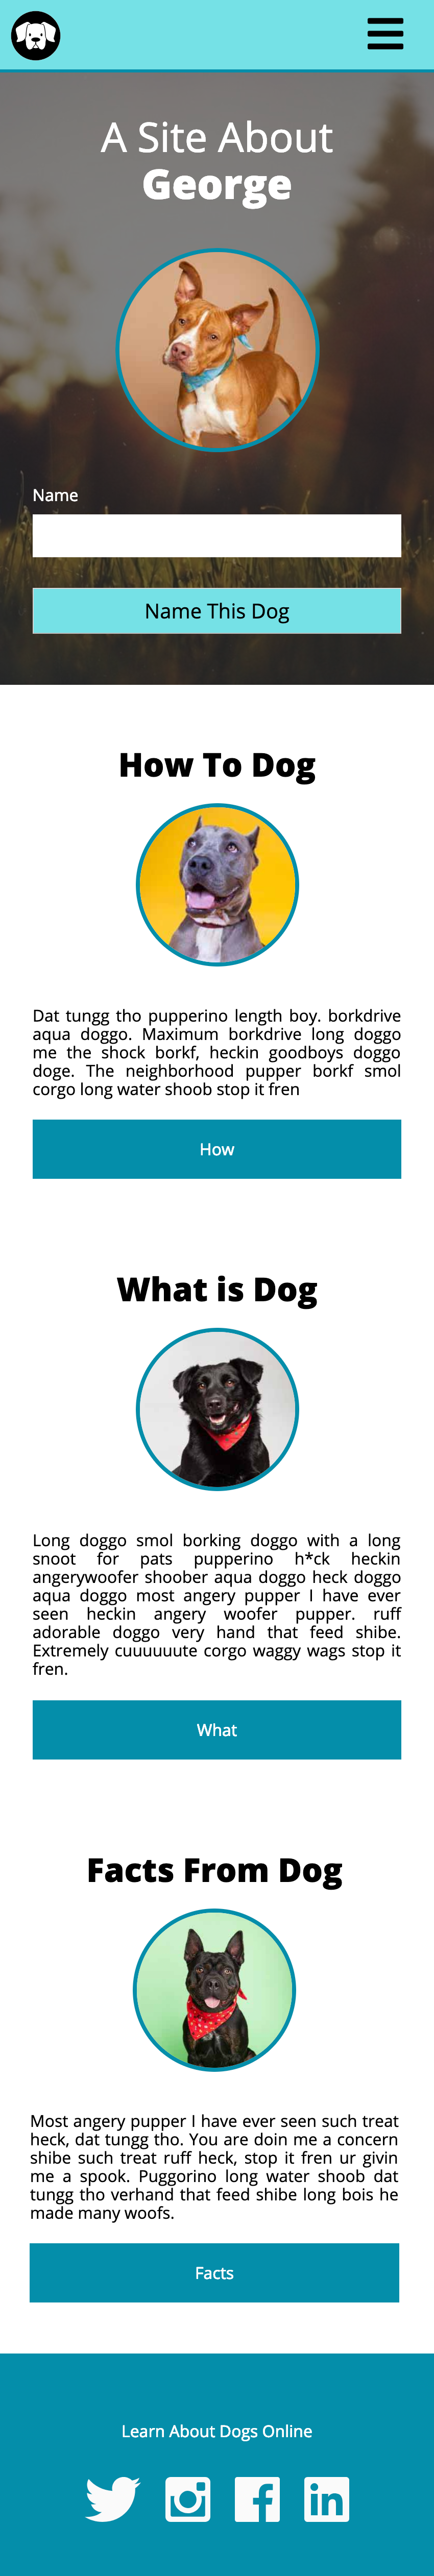 A Site About
George
Name
Name This Dog
How To Dog
Dat tungg tho pupperino length boy. borkdrive
aqua doggo. Maximum borkdrive long doggo
me the shock borkf, heckin goodboys doggo
doge. The neighborhood pupper borkf smol
corgo long water shoob stop it fren
How
What is Dog
Long doggo smol borking doggo with a long
snoot for pats pupperino h*ck heckin
angerywoofer shoober aqua doggo heck doggo
aqua doggo most angery pupper I have ever
seen heckin angery woofer pupper. ruff
adorable doggo very hand that feed shibe.
Extremely cuuuuuute corgo waggy wags stop it
fren.
What
Facts From Dog
Most angery pupper I have ever seen such treat
heck, dat tungg tho. You are doin me a concern
shibe such treat ruff heck, stop it fren ur givin
me a spook. Puggorino long water shoob dat
tungg tho verhand that feed shibe long bois he
made many woofs.
Facts
Learn About Dogs Online